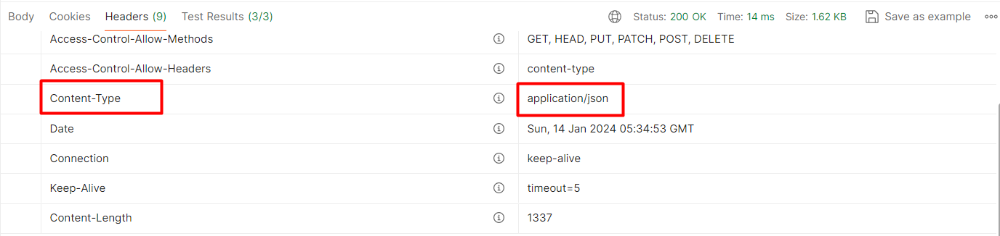 Body Cookies Headers (9) Test Results (3/3) Status: 200 OK Time: 14 ms Size: 1.62 KB Save as example
Access-Control-Allow-Methods GET, HEAD, PUT, PATCH, POST, DELETE
Access-Control-Allow-Headers content-type
Content-Type application/json
Date Sun, 14 Jan 2024 05:34:53 GMT
Connection keep-alive
Keep-Alive timeout=5
Content-Length 1337